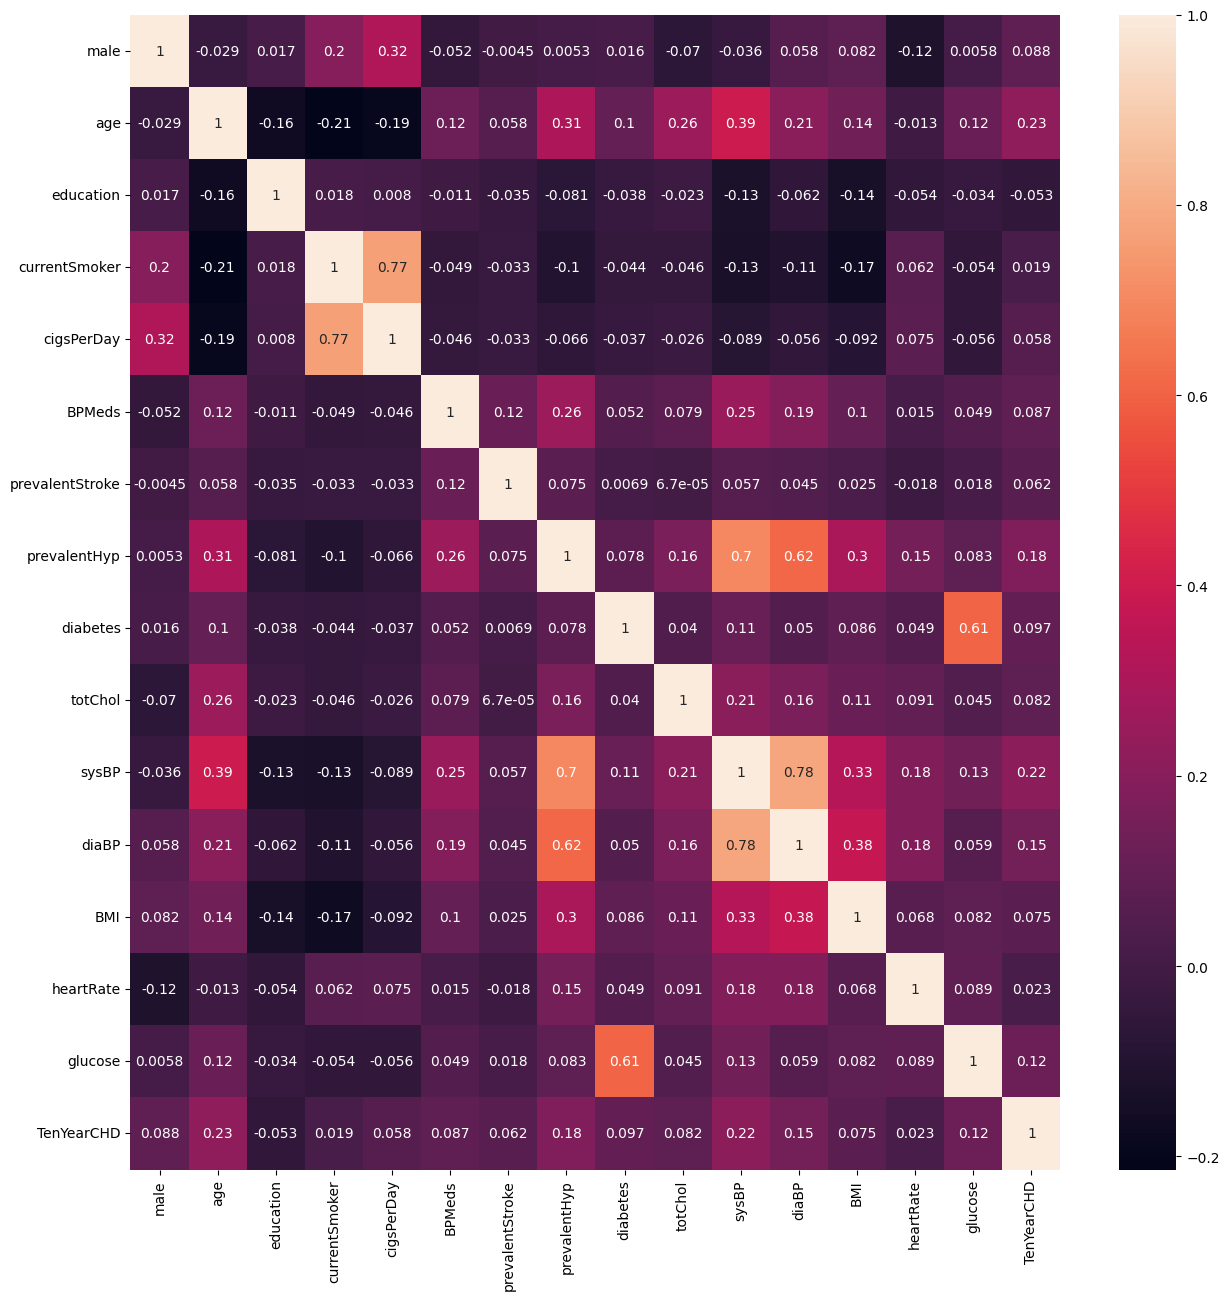 male 1 -0.029 0.017 0.2 0.32 -0.052 -0.0045 0.0053 0.016 -0.07 -0.036 0.058 0.082 -0.12 0.0058 0.088
age -0.029 1 -0.16 -0.21 -0.19 0.12 0.058 0.31 0.1 0.26 0.39 0.21 0.14 -0.013 0.12 0.23
education 0.017 -0.16 1 0.018 0.008 -0.011 -0.035 -0.081 -0.038 -0.023 -0.13 -0.062 -0.14 -0.054 -0.034 -0.053
currentSmoker 0.2 -0.21 0.018 1 0.77 -0.049 -0.033 -0.1 -0.044 -0.046 -0.13 -0.11 -0.17 0.062 -0.054 0.019
cigsPerDay 0.32 -0.19 0.008 0.77 1 -0.046 -0.033 -0.066 -0.037 -0.026 -0.089 -0.056 -0.092 0.075 -0.056 0.058
BPMeds -0.052 0.12 -0.011 -0.049 -0.046 1 0.12 0.26 0.052 0.079 0.25 0.19 0.1 0.015 0.049 0.087
prevalentStroke -0.0045 0.058 -0.035 -0.033 -0.033 0.12 1 0.075 0.0069 6.7e-05 0.057 0.045 0.025 -0.018 0.018 0.062
prevalentHyp 0.0053 0.31 -0.081 -0.1 -0.066 0.26 0.075 1 0.078 0.16 0.7 0.62 0.3 0.15 0.083 0.18
diabetes 0.016 0.1 -0.038 -0.044 -0.037 0.052 0.0069 0.078 1 0.04 0.11 0.05 0.086 0.049 0.61 0.097
totChol -0.07 0.26 -0.023 -0.046 -0.026 0.079 6.7e-05 0.16 0.04 1 0.21 0.16 0.11 0.091 0.045 0.082
sysBP -0.036 0.39 -0.13 -0.13 -0.089 0.25 0.057 0.7 0.11 0.21 1 0.78 0.33 0.18 0.13 0.22
diaBP 0.058 0.21 -0.062 -0.11 -0.056 0.19 0.045 0.62 0.05 0.16 0.78 1 0.38 0.18 0.059 0.15
BMI 0.082 0.14 -0.14 -0.17 -0.092 0.1 0.025 0.3 0.086 0.11 0.33 0.38 1 0.068 0.082 0.075
heartRate -0.12 -0.013 -0.054 0.062 0.075 0.015 -0.018 0.15 0.049 0.091 0.18 0.18 0.068 1 0.089 0.023
glucose 0.0058 0.12 -0.034 -0.054 -0.056 0.049 0.018 0.083 0.61 0.045 0.13 0.059 0.082 0.089 1 0.12
TenYearCHD 0.088 0.23 -0.053 0.019 0.058 0.087 0.062 0.18 0.097 0.082 0.22 0.15 0.075 0.023 0.12 1
male age education currentSmoker cigsPerDay BPMeds prevalentStroke prevalentHyp diabetes totChol sysBP diaBP BMI heartRate glucose TenYearCHD
1.0
0.8
0.6
0.4
0.2
0.0
−0.2